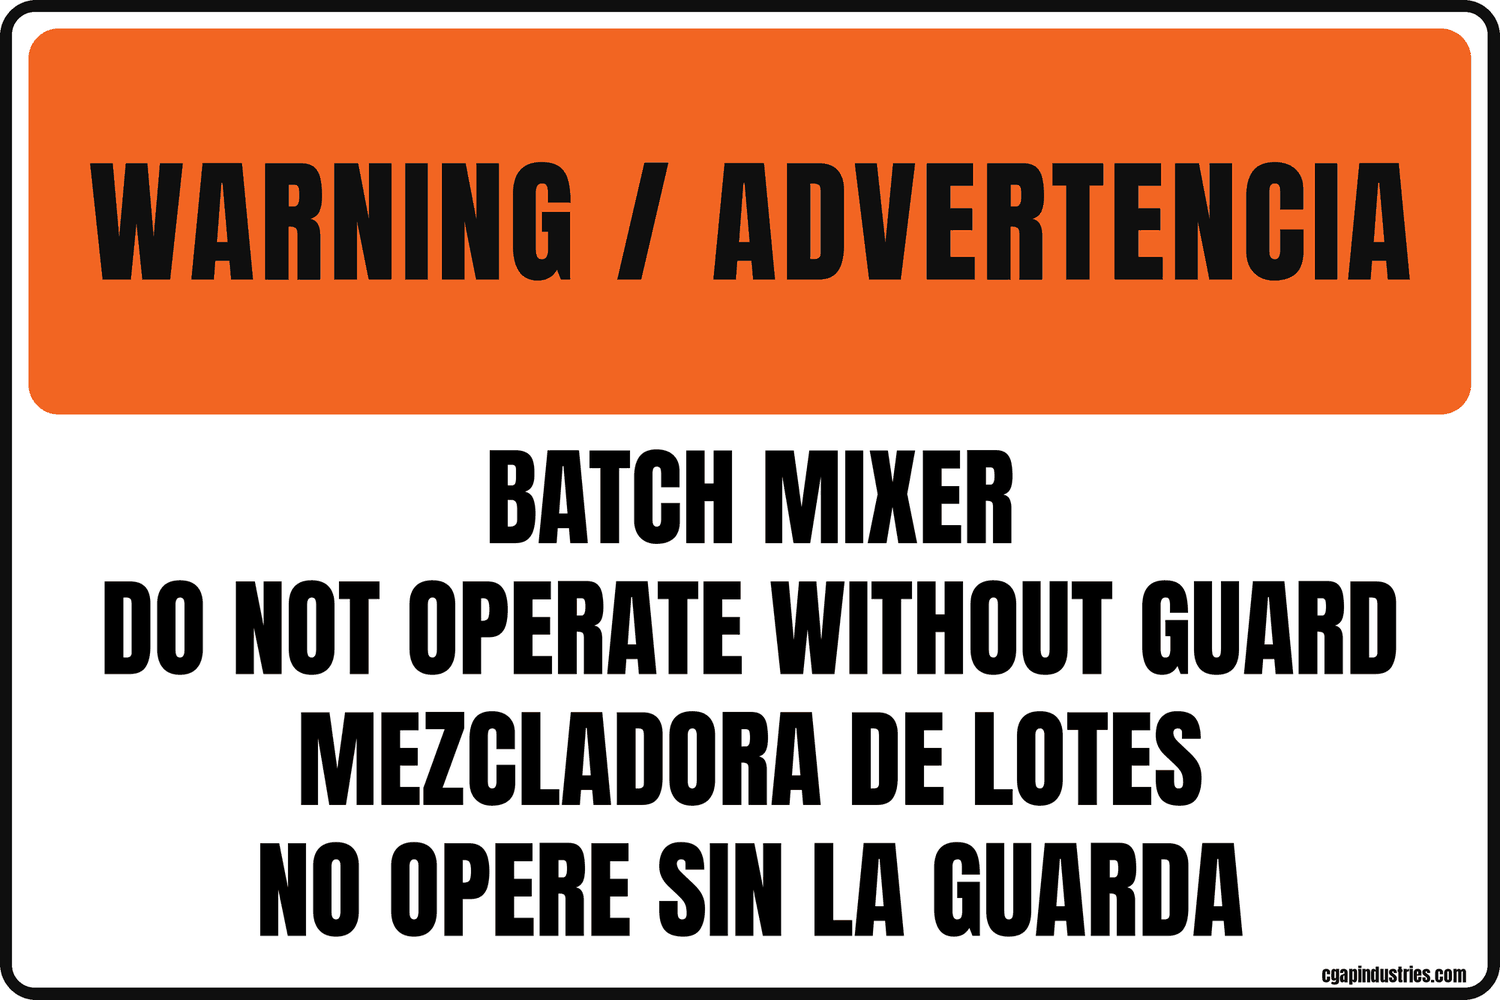 WARNING / ADVERTENCIA
BATCH MIXER
DO NOT OPERATE WITHOUT GUARD
MEZCLADORA DE LOTES
NO OPERE SIN LA GUARDA
cgapindustries.com